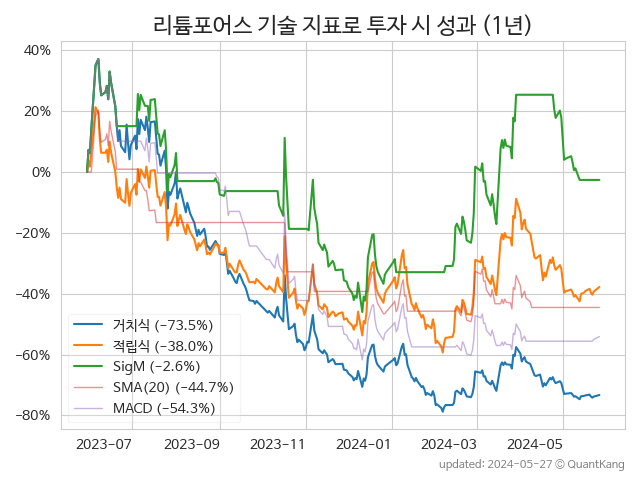 리튬포어스 기술 지표로 투자 시 성과 (1년)
40%
20%
0%
−20%
−40%
−60%
−80%
거치식 (−73.5%)
적립식 (−38.0%)
SigM (−2.6%)
SMA(20) (−44.7%)
MACD (−54.3%)
2023-07 2023-09 2023-11 2024-01 2024-03 2024-05
updated: 2024-05-27 © QuantKang